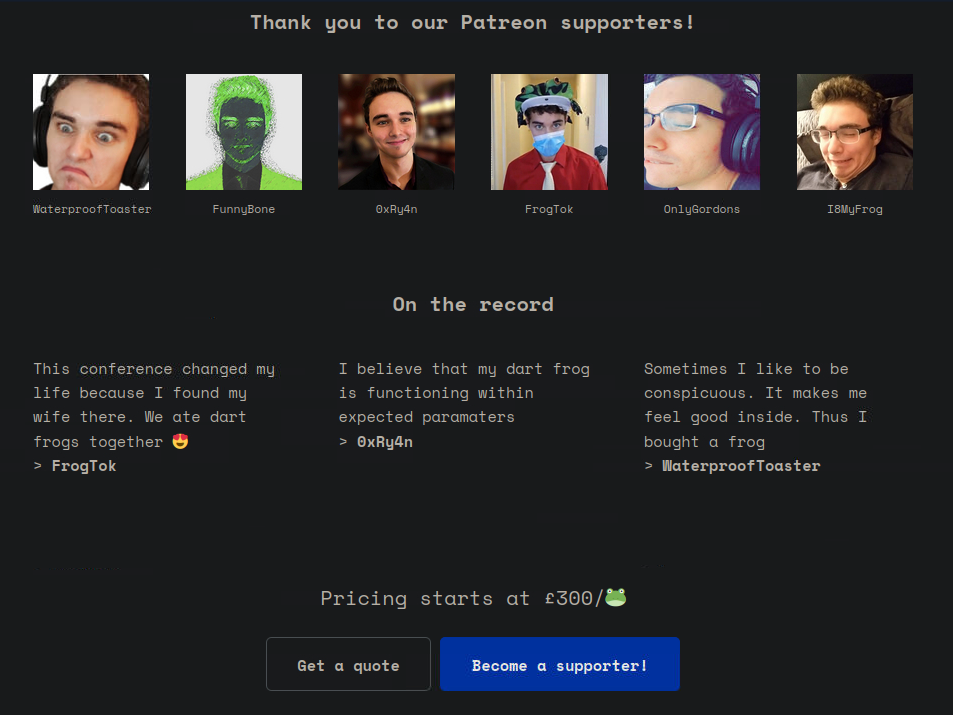 Thank you to our Patreon supporters!
WaterproofToaster
FunnyBone
0xRy4n
FrogTok
OnlyGordons
I8MyFrog
On the record
This conference changed my
life because I found my
wife there. We ate dart
frogs together 😍
> FrogTok
I believe that my dart frog
is functioning within
expected paramaters
> 0xRy4n
Sometimes I like to be
conspicuous. It makes me
feel good inside. Thus I
bought a frog
> WaterproofToaster
Pricing starts at £300/🐸
Get a quote
Become a supporter!